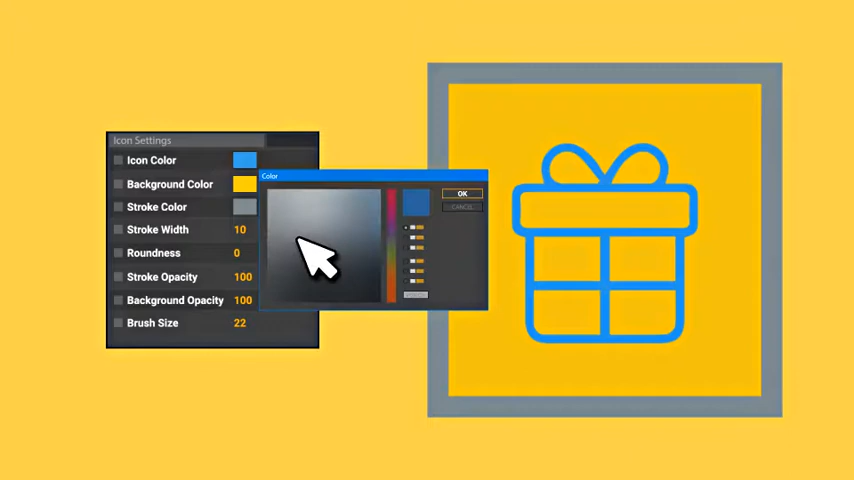 Icon Settings
Icon Color
Background Color
Stroke Color
Stroke Width 10
Roundness 0
Stroke Opacity 100
Background Opacity 100
Brush Size 22
Color
OK
CANCEL